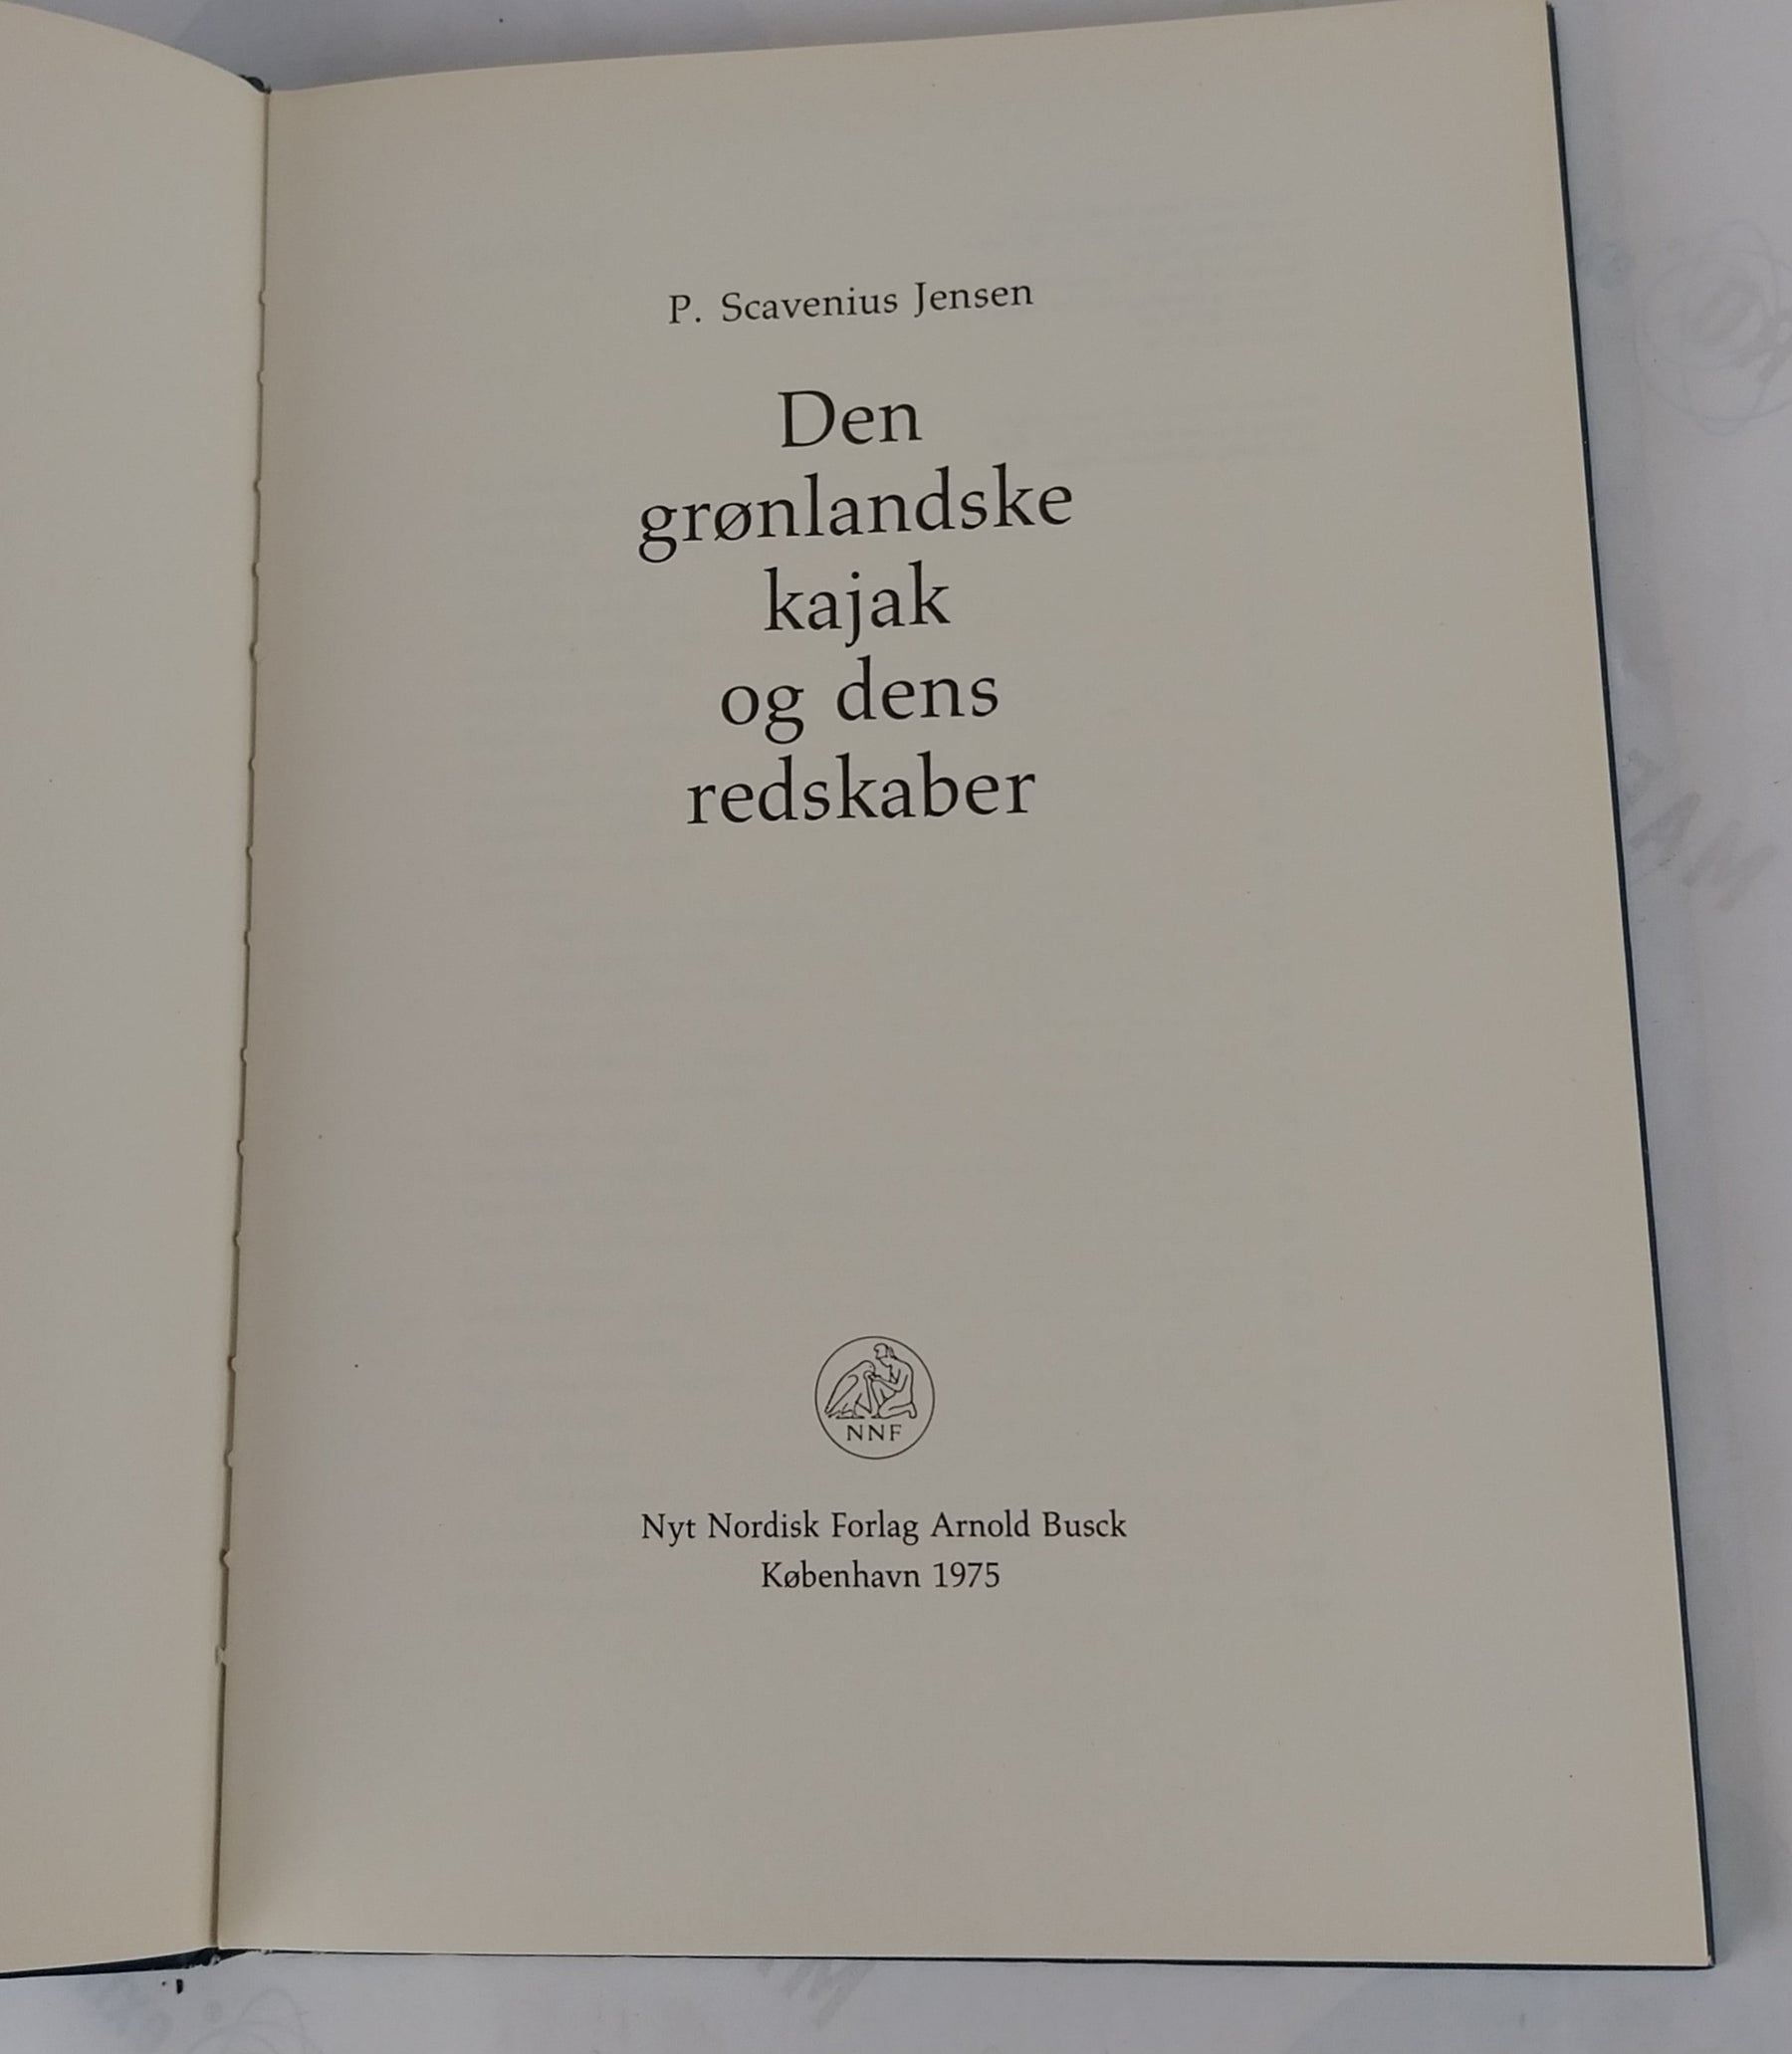 P. Scavenius Jensen
Den
grønlandske
kajak
og dens
redskaber
NNF
Nyt Nordisk Forlag Arnold Busck
København 1975